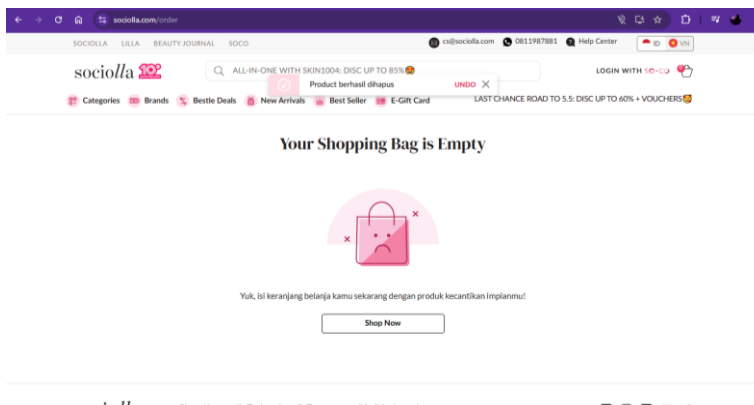 sociolla.com/order
SOCIOLLA LILLA BEAUTY JOURNAL SOCO cs@sociolla.com 0811987881 Help Center ID VN
sociolla ALL-IN-ONE WITH SKIN1004: DISC UP TO 85% LOGIN WITH SO·CO
Product berhasil dihapus UNDO
Categories Brands Bestie Deals New Arrivals Best Seller E-Gift Card LAST CHANCE ROAD TO 5.5: DISC UP TO 60% + VOUCHERS
Your Shopping Bag is Empty
Yuk, isi keranjang belanja kamu sekarang dengan produk kecantikan impianmu!
Shop Now